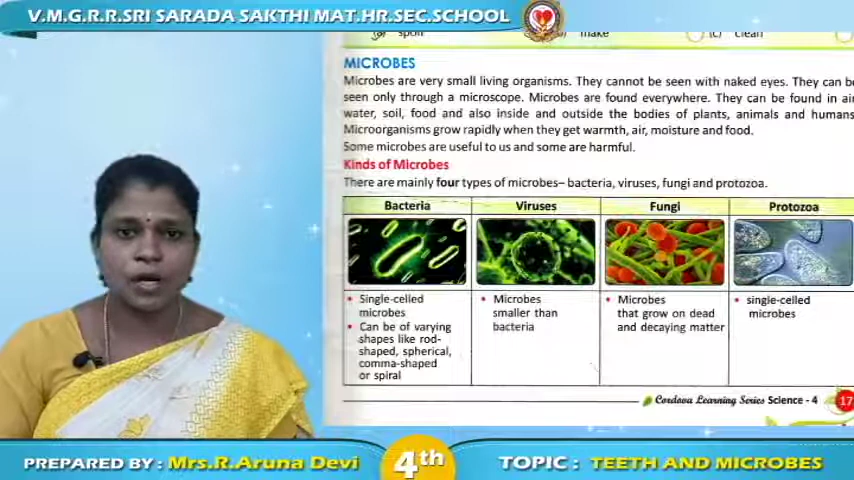 V.M.G.R.R.SRI SARADA SAKTHI MAT.HR.SEC.SCHOOL
spoil make (c) clean
MICROBES
Microbes are very small living organisms. They cannot be seen with naked eyes. They can be
seen only through a microscope. Microbes are found everywhere. They can be found in air
water, soil, food and also inside and outside the bodies of plants, animals and humans
Microorganisms grow rapidly when they get warmth, air, moisture and food.
Some microbes are useful to us and some are harmful.
Kinds of Microbes
There are mainly four types of microbes– bacteria, viruses, fungi and protozoa.
Bacteria Viruses Fungi Protozoa
• Single-celled
microbes
• Can be of varying
shapes like rod-
shaped, spherical,
comma-shaped
or spiral
• Microbes
smaller than
bacteria
• Microbes
that grow on dead
and decaying matter
• single-celled
microbes
Cordova Learning Series Science - 4 17
PREPARED BY : Mrs.R.Aruna Devi
4th
TOPIC : TEETH AND MICROBES